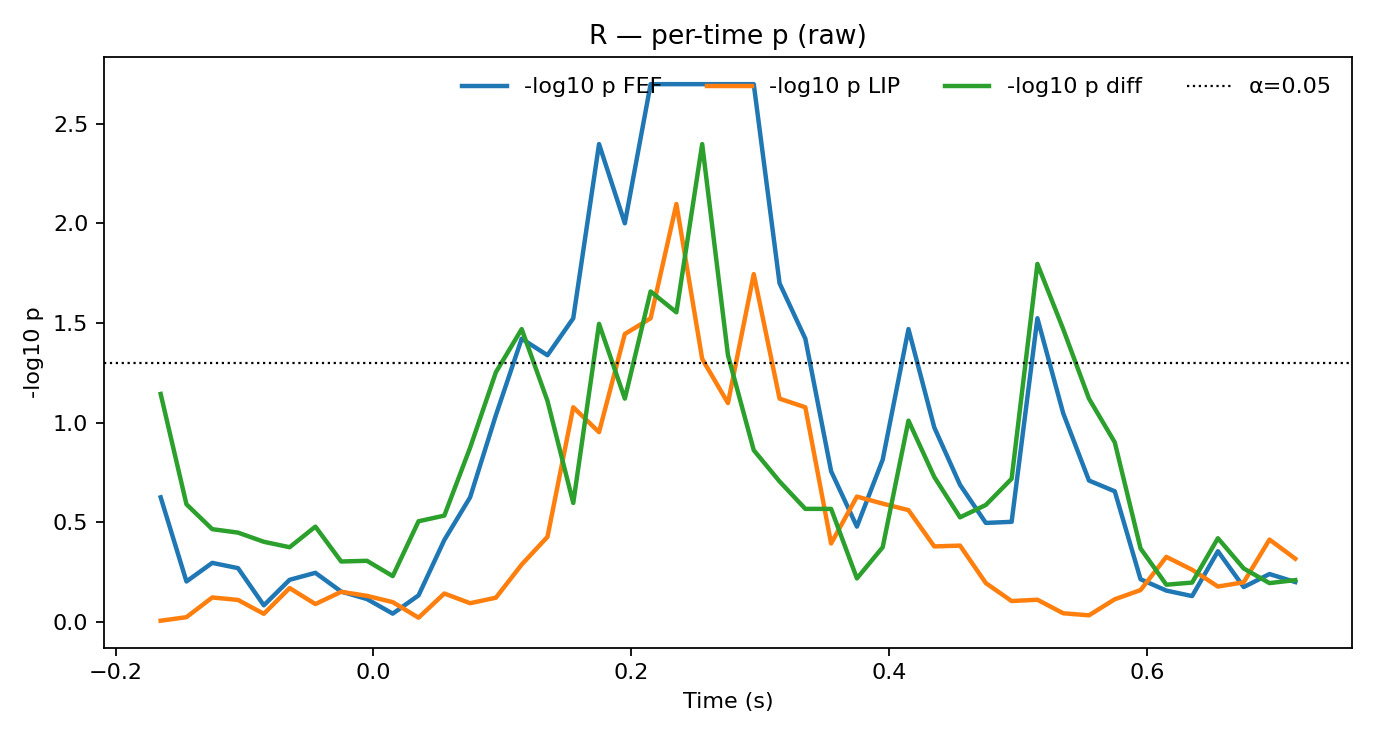 R — per-time p (raw)
-log10 p FEF -log10 p LIP -log10 p diff α=0.05
2.5
2.0
1.5
1.0
0.5
0.0
-log10 p
−0.2 0.0 0.2 0.4 0.6
Time (s)